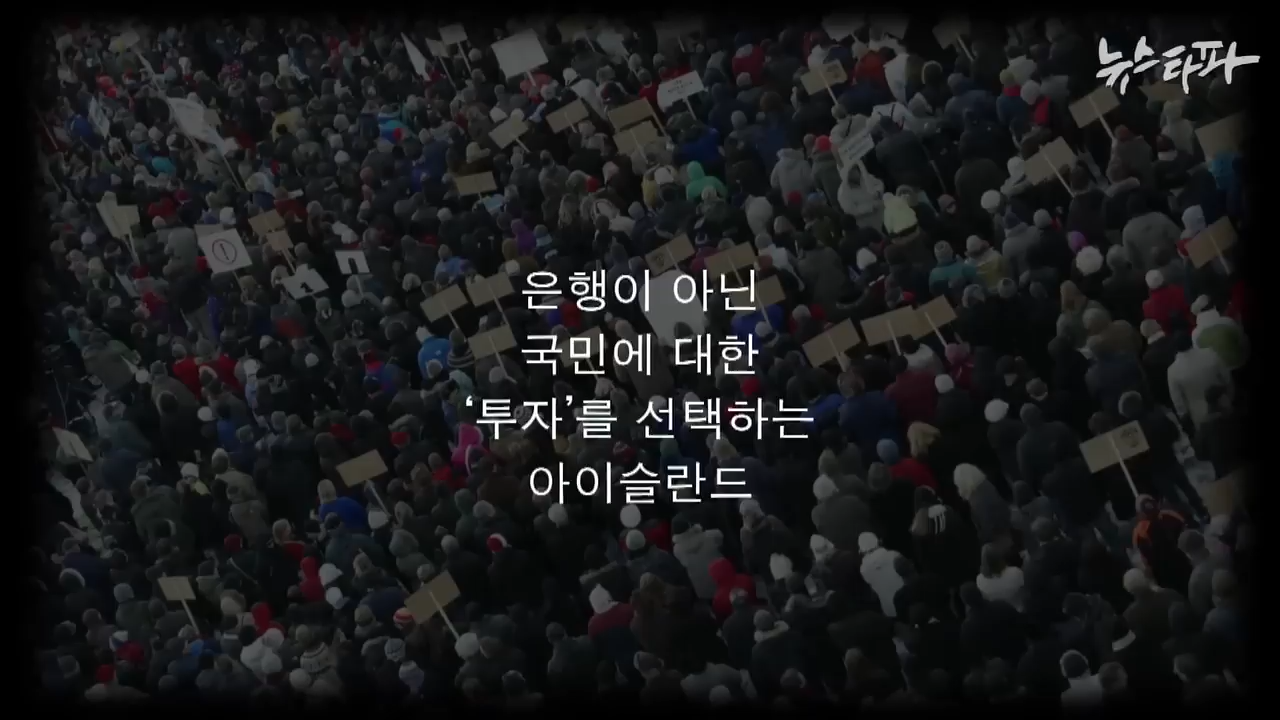 뉴스타파
은행이 아닌
국민에 대한
‘투자’를 선택하는
아이슬란드